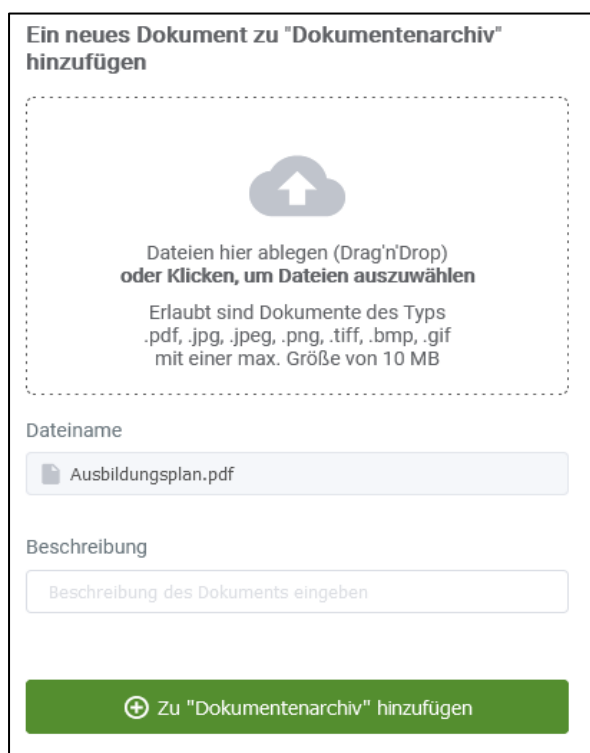 Ein neues Dokument zu "Dokumentenarchiv"
hinzufügen
Dateien hier ablegen (Drag'n'Drop)
oder Klicken, um Dateien auszuwählen
Erlaubt sind Dokumente des Typs
.pdf, .jpg, .jpeg, .png, .tiff, .bmp, .gif
mit einer max. Größe von 10 MB
Dateiname
Ausbildungsplan.pdf
Beschreibung
Beschreibung des Dokuments eingeben
Zu "Dokumentenarchiv" hinzufügen